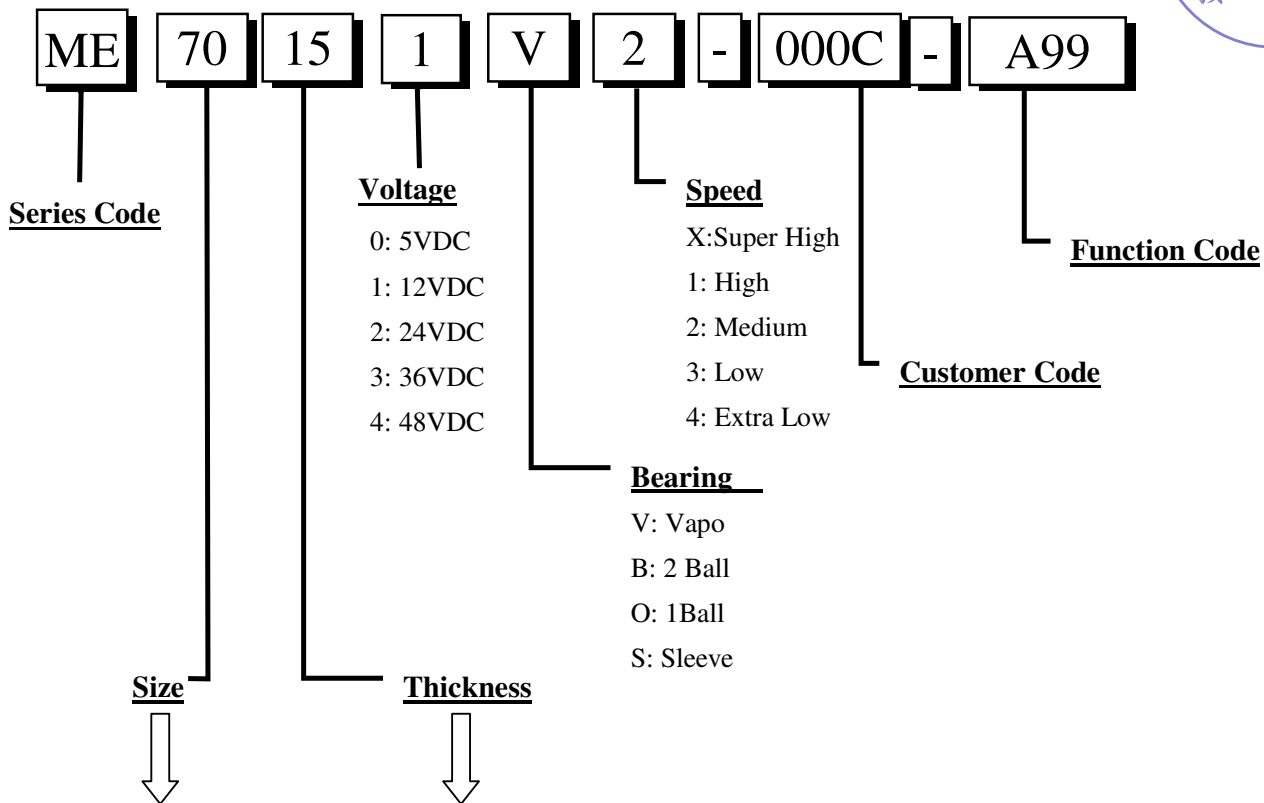 ME 70 15 1 V 2 - 000C - A99
Series Code
Voltage
0: 5VDC
1: 12VDC
2: 24VDC
3: 36VDC
4: 48VDC
Speed
X:Super High
1: High
2: Medium
3: Low
4: Extra Low
Function Code
Customer Code
Bearing
V: Vapo
B: 2 Ball
O: 1Ball
S: Sleeve
Size
Thickness